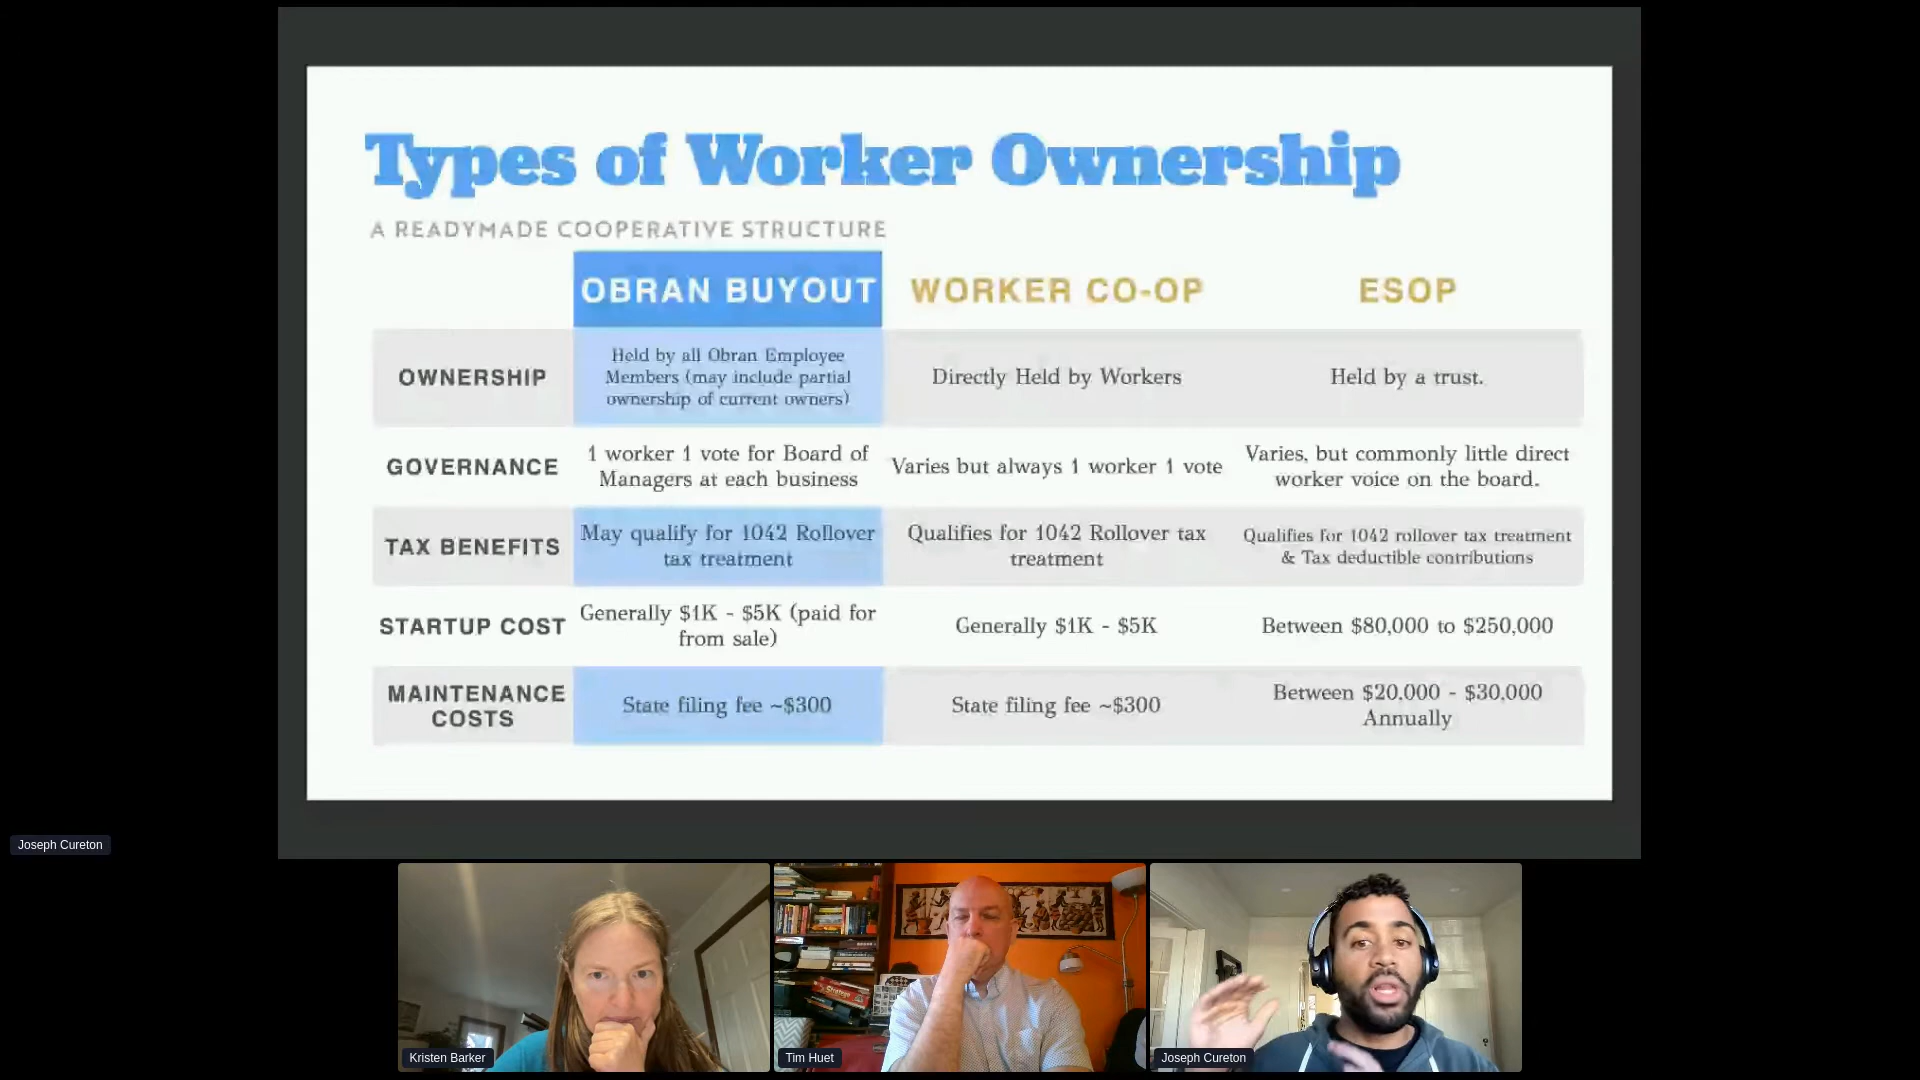 Types of Worker Ownership
A READYMADE COOPERATIVE STRUCTURE
OBRAN BUYOUT
WORKER CO-OP
ESOP
OWNERSHIP
Held by all Obran Employee
Members (may include partial
ownership of current owners)
Directly Held by Workers
Held by a trust.
GOVERNANCE
1 worker 1 vote for Board of
Managers at each business
Varies but always 1 worker 1 vote
Varies, but commonly little direct
worker voice on the board.
TAX BENEFITS
May qualify for 1042 Rollover
tax treatment
Qualifies for 1042 Rollover tax
treatment
Qualifies for 1042 rollover tax treatment
& Tax deductible contributions
STARTUP COST
Generally $1K - $5K (paid for
from sale)
Generally $1K - $5K
Between $80,000 to $250,000
MAINTENANCE
COSTS
State filing fee ~$300
State filing fee ~$300
Between $20,000 - $30,000
Annually
Joseph Cureton
Stratego
Kristen Barker
Tim Huet
Joseph Cureton